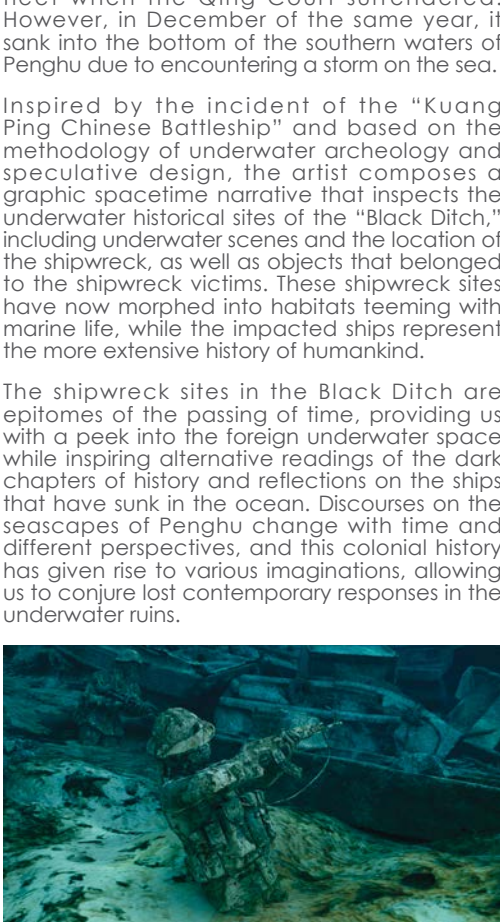 fleet when the Qing Court surrendered.
However, in December of the same year, it
sank into the bottom of the southern waters of
Penghu due to encountering a storm on the sea.
Inspired by the incident of the “Kuang
Ping Chinese Battleship” and based on the
methodology of underwater archeology and
speculative design, the artist composes a
graphic spacetime narrative that inspects the
underwater historical sites of the “Black Ditch,”
including underwater scenes and the location of
the shipwreck, as well as objects that belonged
to the shipwreck victims. These shipwreck sites
have now morphed into habitats teeming with
marine life, while the impacted ships represent
the more extensive history of humankind.
The shipwreck sites in the Black Ditch are
epitomes of the passing of time, providing us
with a peek into the foreign underwater space
while inspiring alternative readings of the dark
chapters of history and reflections on the ships
that have sunk in the ocean. Discourses on the
seascapes of Penghu change with time and
different perspectives, and this colonial history
has given rise to various imaginations, allowing
us to conjure lost contemporary responses in the
underwater ruins.